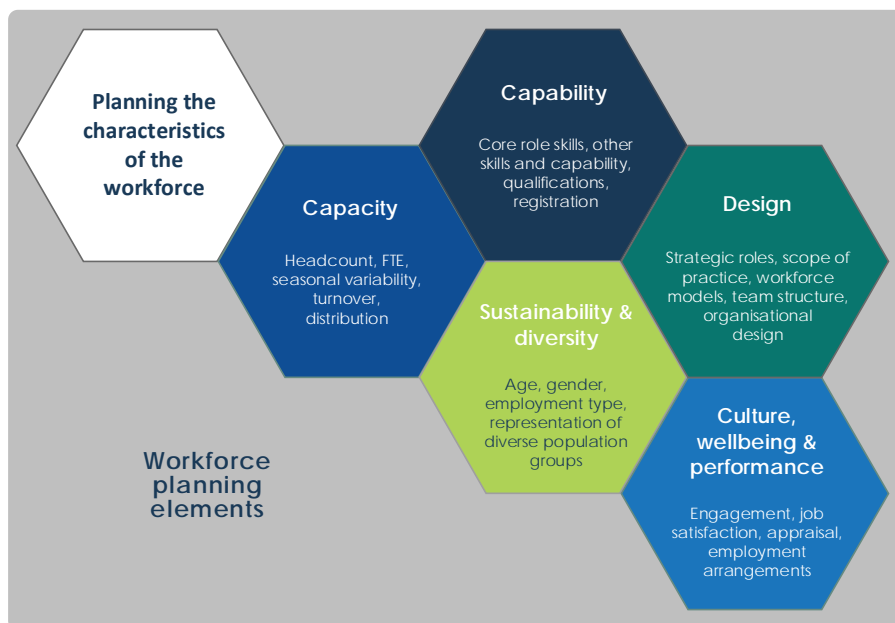 Planning the
characteristics
of the
workforce
Capacity
Headcount, FTE,
seasonal variability,
turnover,
distribution
Capability
Core role skills, other
skills and capability,
qualifications,
registration
Sustainability &
diversity
Age, gender,
employment type,
representation of
diverse population
groups
Design
Strategic roles, scope of
practice, workforce
models, team structure,
organisational
design
Culture,
wellbeing &
performance
Engagement, job
satisfaction, appraisal,
employment
arrangements
Workforce
planning
elements